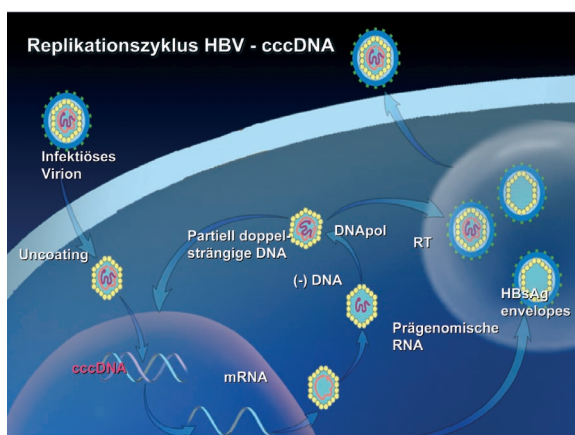 Replikationszyklus HBV - cccDNA
Infektiöses
Virion
Uncoating
Partiell doppel-
strängige DNA
DNApol
RT
(-) DNA
HBsAg
envelopes
Prägenomische
RNA
cccDNA
mRNA